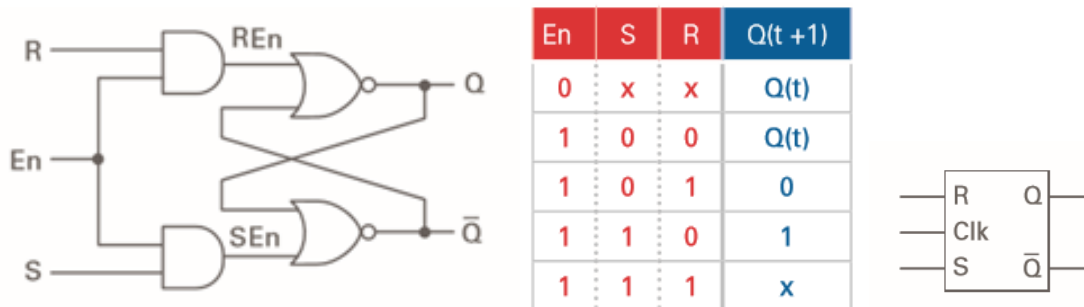 R
REn
Q
En
SEn
Q̅
S
En S R Q(t +1)
0 x x Q(t)
1 0 0 Q(t)
1 0 1 0
1 1 0 1
1 1 1 x
R Q
Clk
S Q̅